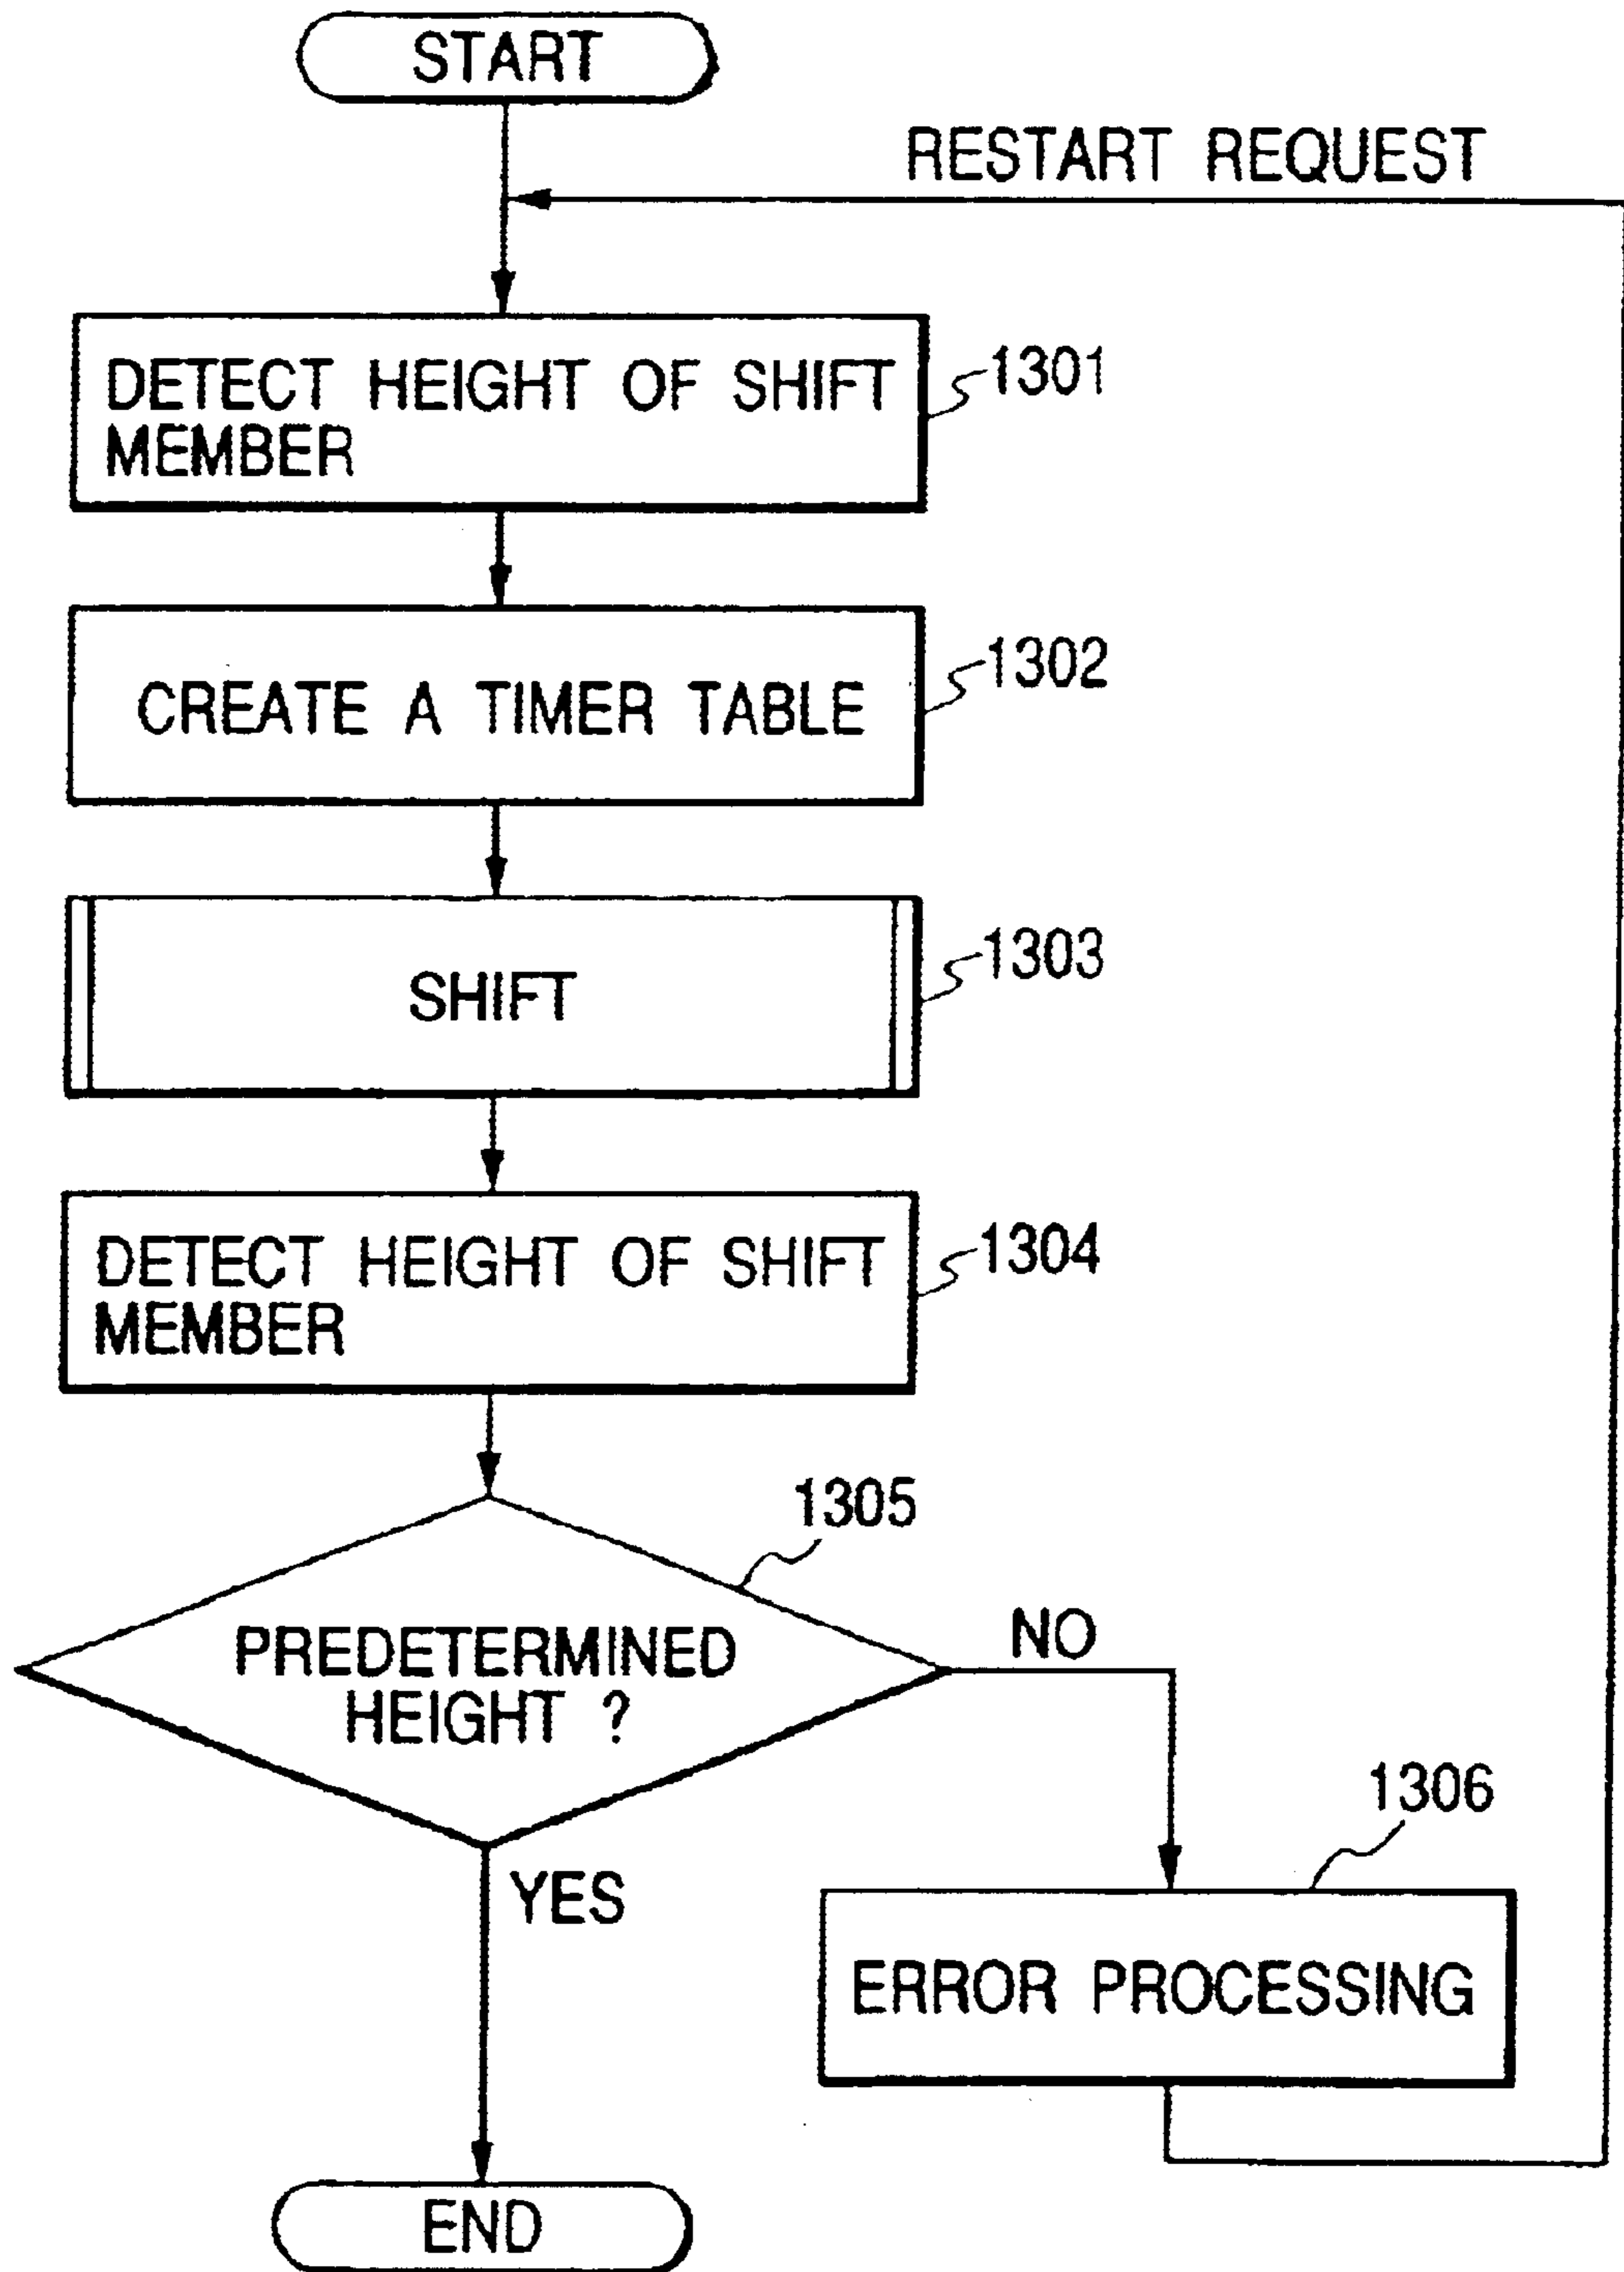 START
RESTART REQUEST
DETECT HEIGHT OF SHIFT
MEMBER
1301
CREATE A TIMER TABLE
1302
SHIFT
1303
DETECT HEIGHT OF SHIFT
MEMBER
1304
1305
PREDETERMINED
HEIGHT ?
NO
YES
1306
ERROR PROCESSING
END